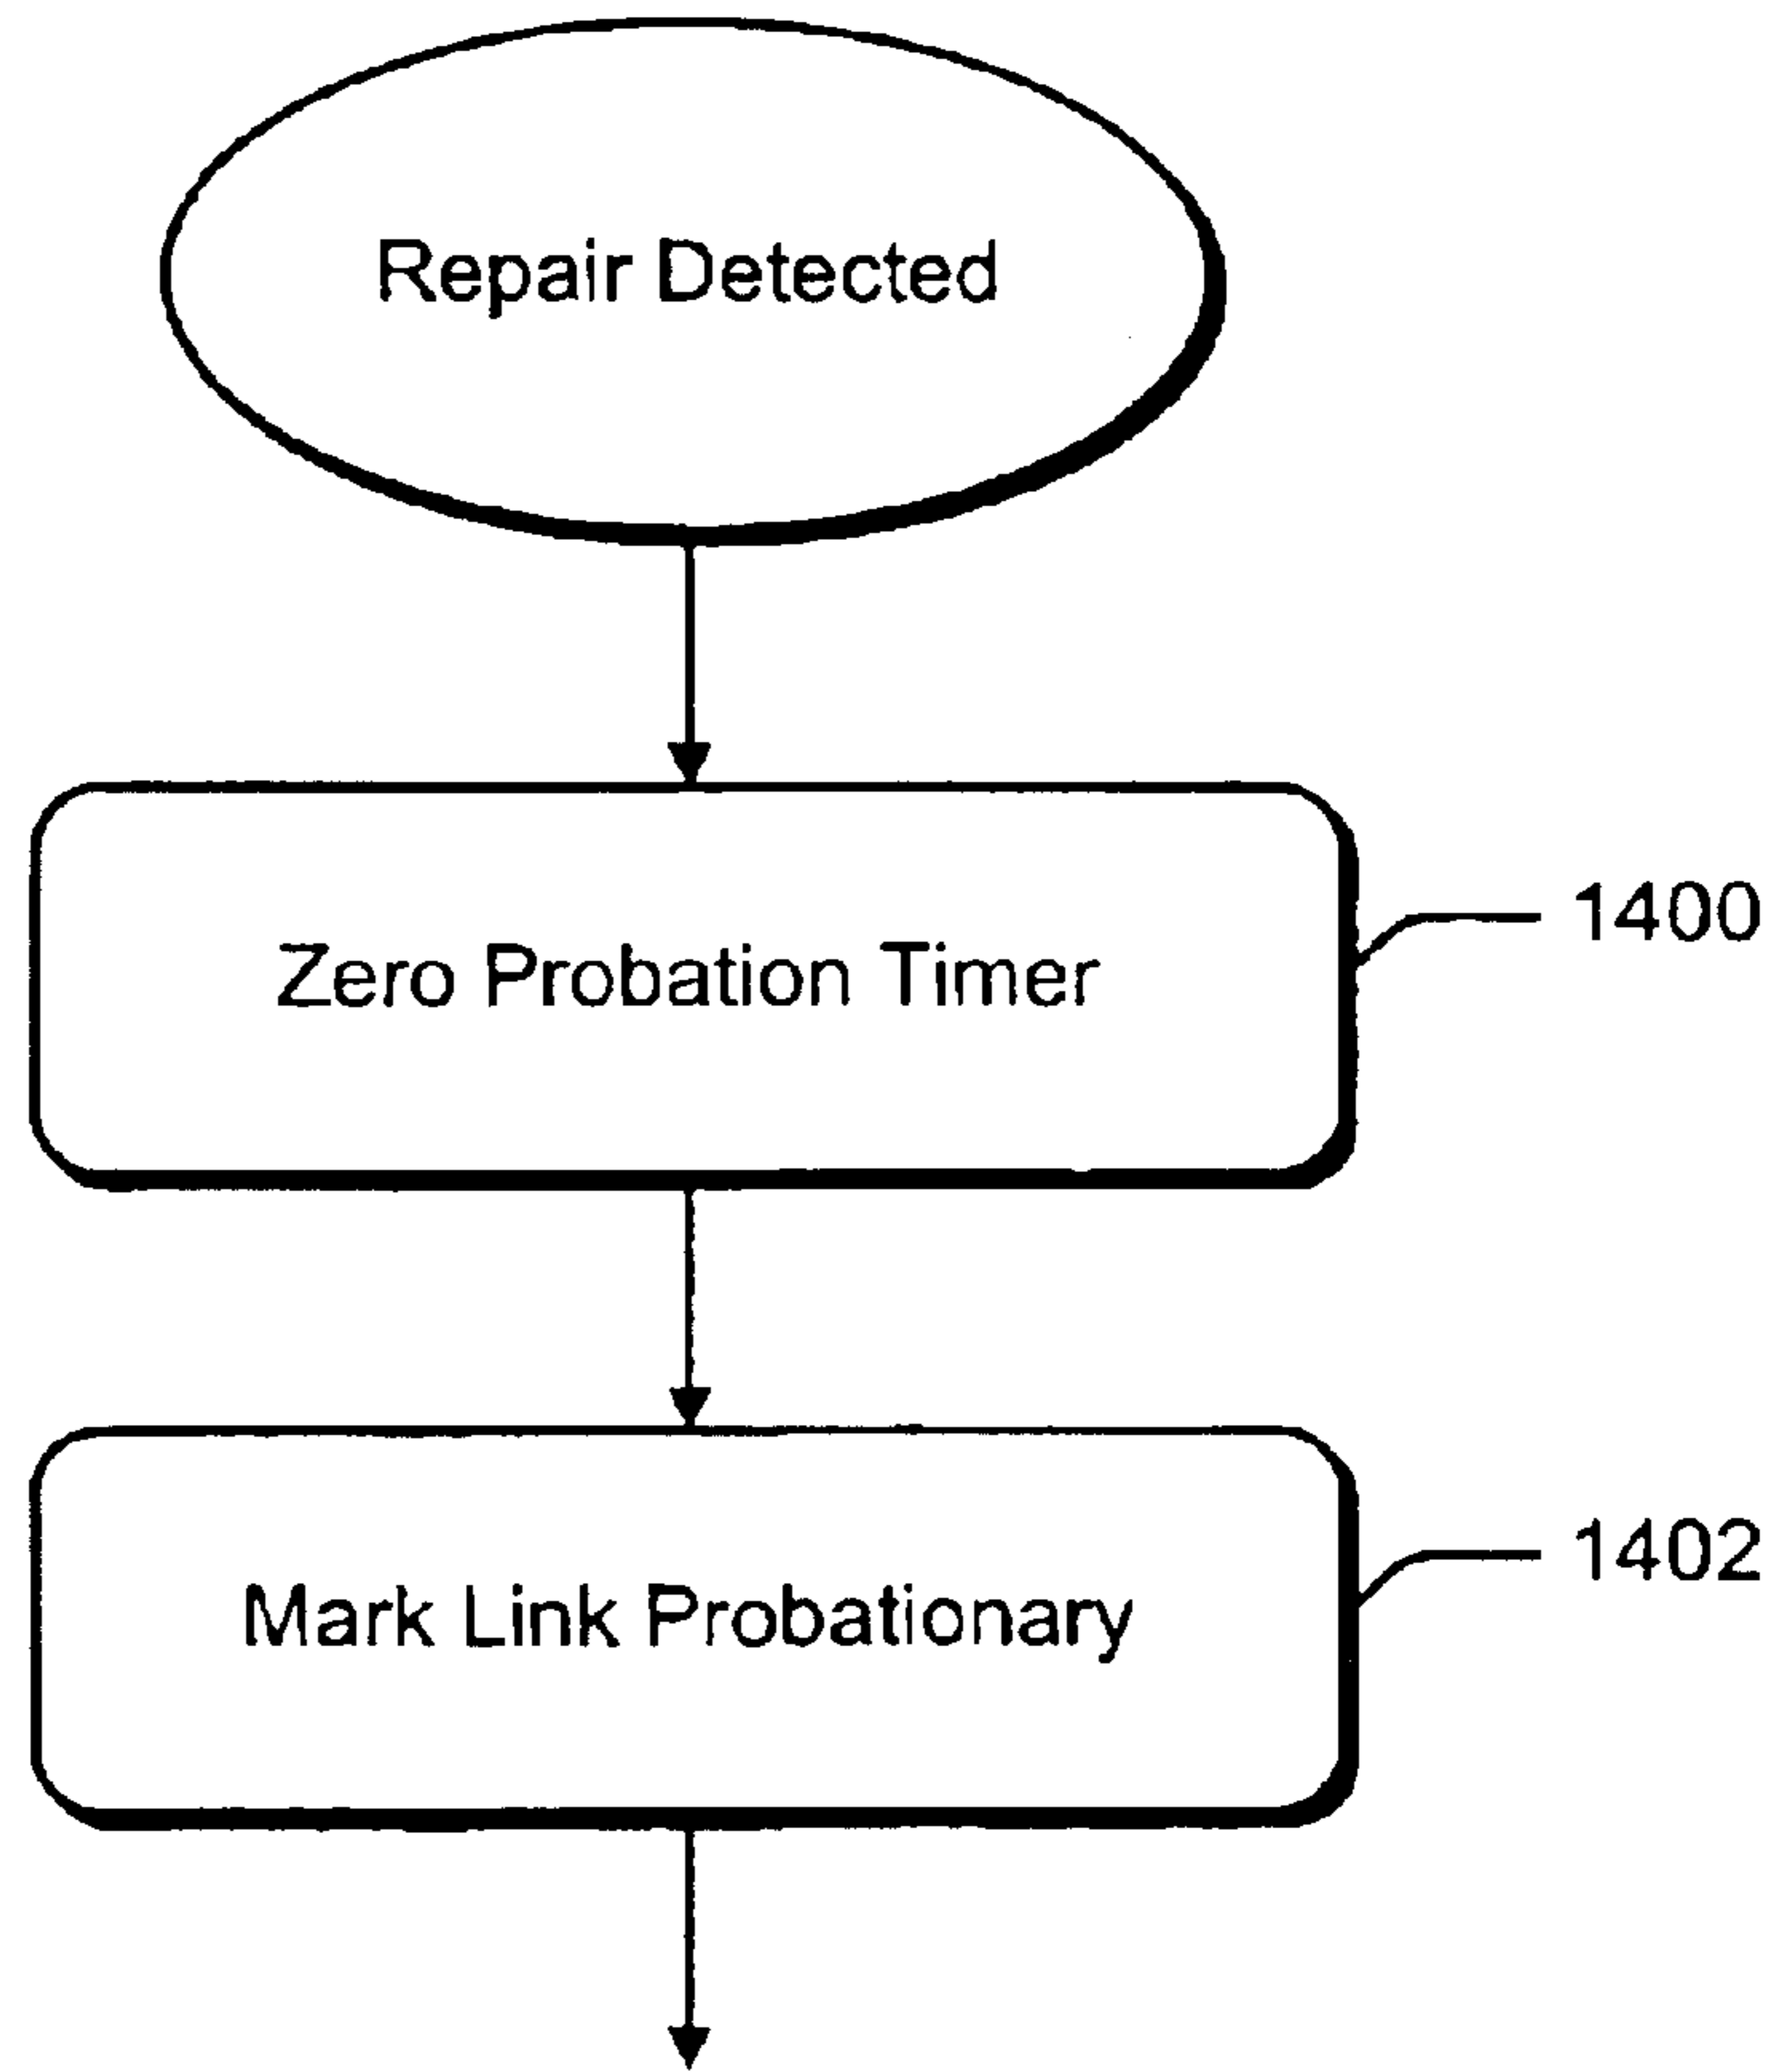 Repair Detected
Zero Probation Timer
1400
Mark Link Probationary
1402